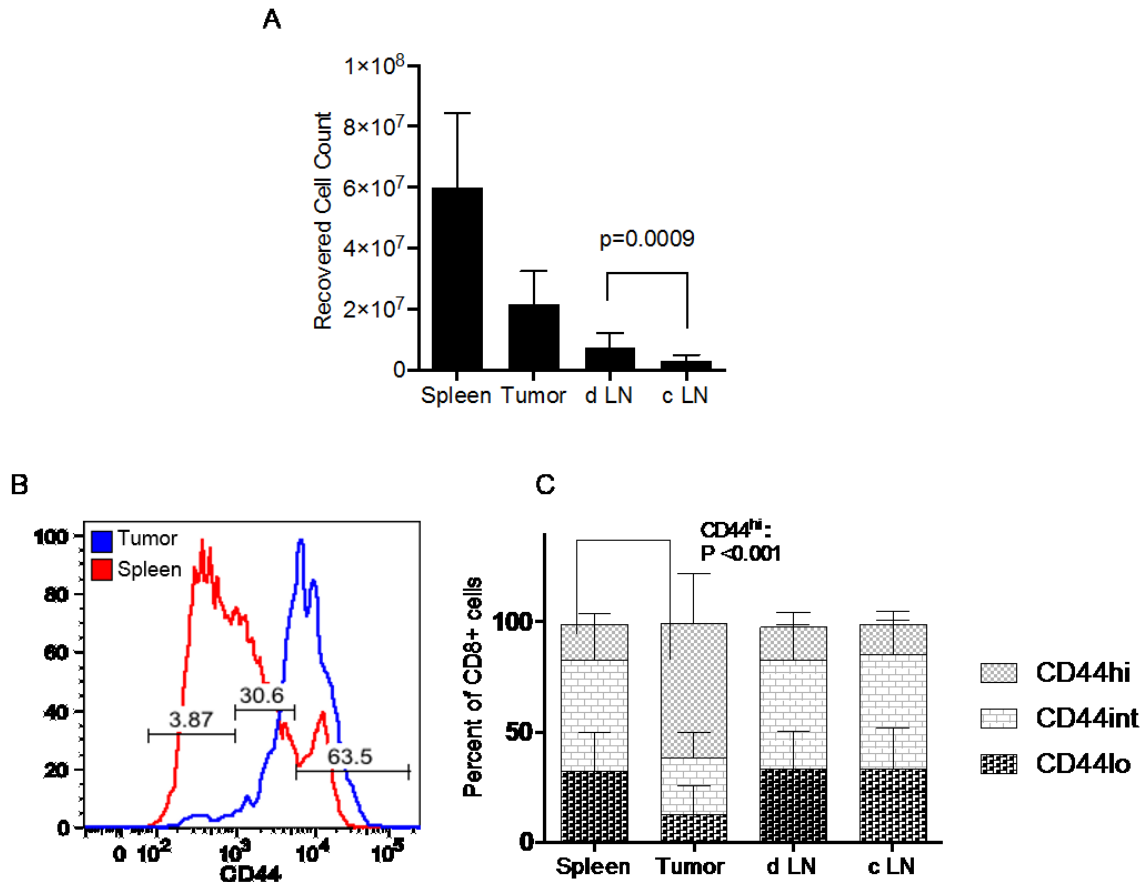 A
Recovered Cell Count
1×10⁸
8×10⁷
6×10⁷
4×10⁷
2×10⁷
0
p=0.0009
Spleen Tumor d LN c LN
B
Tumor
Spleen
100
80
60
40
20
0
3.87
30.6
63.5
0 10² 10³ 10⁴ 10⁵
CD44
C
CD44ʰⁱ:
P <0.001
Percent of CD8+ cells
100
50
0
Spleen Tumor d LN c LN
CD44hi
CD44int
CD44lo